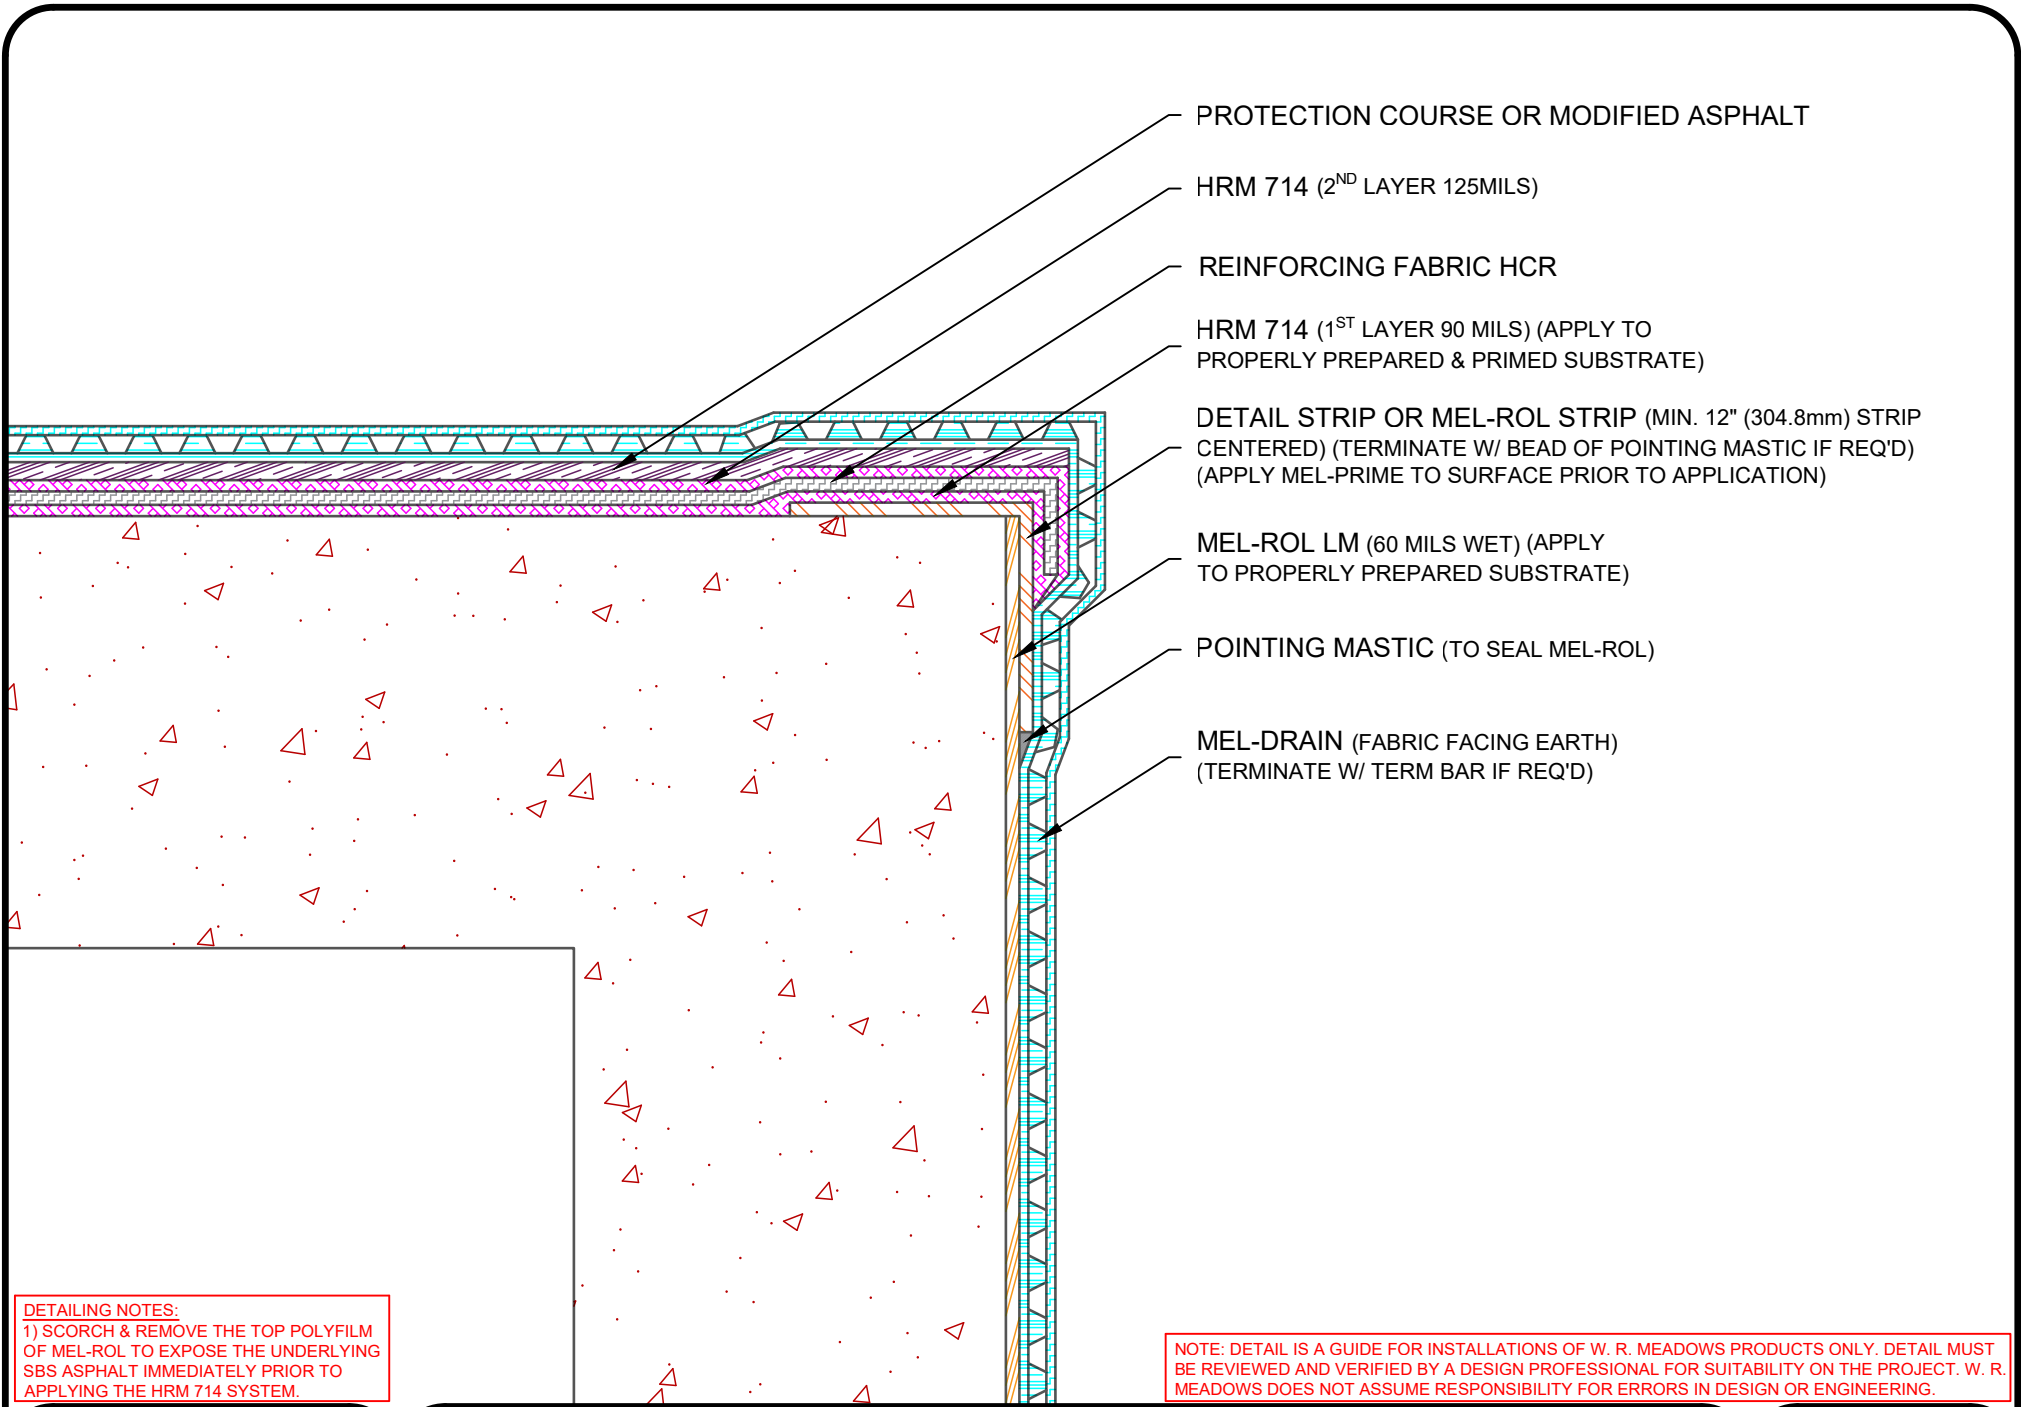 PROTECTION COURSE OR MODIFIED ASPHALT
HRM 714 (2ND LAYER 125MILS)
REINFORCING FABRIC HCR
HRM 714 (1ST LAYER 90 MILS) (APPLY TO
PROPERLY PREPARED & PRIMED SUBSTRATE)
DETAIL STRIP OR MEL-ROL STRIP (MIN. 12" (304.8mm) STRIP
CENTERED) (TERMINATE W/ BEAD OF POINTING MASTIC IF REQ'D)
(APPLY MEL-PRIME TO SURFACE PRIOR TO APPLICATION)
MEL-ROL LM (60 MILS WET) (APPLY
TO PROPERLY PREPARED SUBSTRATE)
POINTING MASTIC (TO SEAL MEL-ROL)
MEL-DRAIN (FABRIC FACING EARTH)
(TERMINATE W/ TERM BAR IF REQ'D)
DETAILING NOTES:
1) SCORCH & REMOVE THE TOP POLYFILM
OF MEL-ROL TO EXPOSE THE UNDERLYING
SBS ASPHALT IMMEDIATELY PRIOR TO
APPLYING THE HRM 714 SYSTEM.
NOTE: DETAIL IS A GUIDE FOR INSTALLATIONS OF W. R. MEADOWS PRODUCTS ONLY. DETAIL MUST
BE REVIEWED AND VERIFIED BY A DESIGN PROFESSIONAL FOR SUITABILITY ON THE PROJECT. W. R.
MEADOWS DOES NOT ASSUME RESPONSIBILITY FOR ERRORS IN DESIGN OR ENGINEERING.